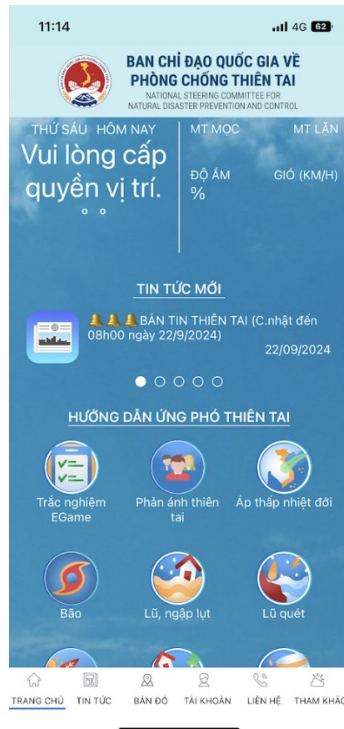 11:14
4G 62
BAN CHỈ ĐẠO QUỐC GIA VỀ
PHÒNG CHỐNG THIÊN TAI
NATIONAL STEERING COMMITTEE FOR
NATURAL DISASTER PREVENTION AND CONTROL
THỨ SÁU HÔM NAY
MT MỌC MT LẶN
Vui lòng cấp
quyền vị trí.
ĐỘ ẨM GIÓ (KM/H)
%
TIN TỨC MỚI
BẢN TIN THIÊN TAI (C.nhật đến
08h00 ngày 22/9/2024)
22/09/2024
HƯỚNG DẪN ỨNG PHÓ THIÊN TAI
Trắc nghiệm
EGame
Phản ánh thiên
tai
Áp thấp nhiệt đới
Bão
Lũ, ngập lụt
Lũ quét
TRANG CHỦ TIN TỨC BẢN ĐỒ TÀI KHOẢN LIÊN HỆ THAM KHẢO